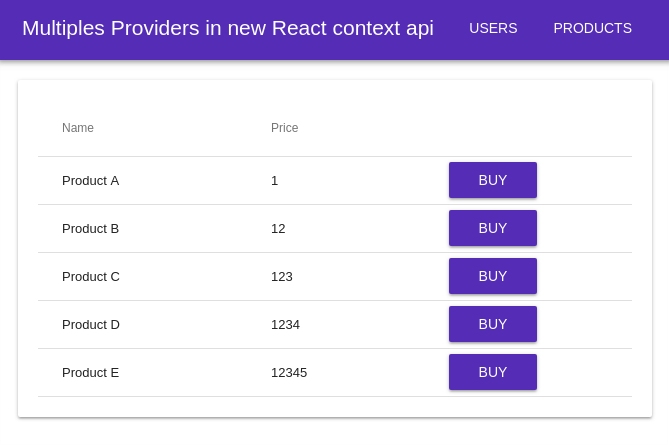 Multiples Providers in new React context api USERS PRODUCTS
Name Price
Product A 1 BUY
Product B 12 BUY
Product C 123 BUY
Product D 1234 BUY
Product E 12345 BUY